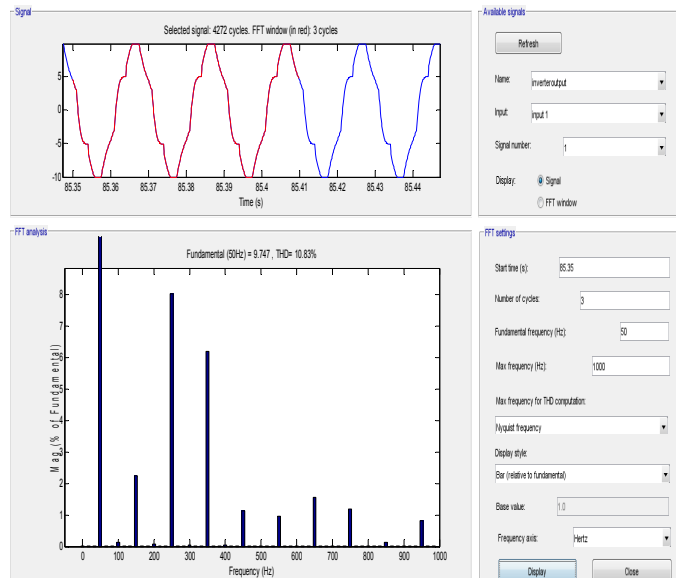 Signal
Selected signal: 4272 cycles. FFT window (in red): 3 cycles
5
0
-5
-10
85.35 85.36 85.37 85.38 85.39 85.4 85.41 85.42 85.43 85.44
Time (s)
FFT analysis
Fundamental (50Hz) = 9.747 , THD= 10.83%
8
7
6
5
4
3
2
1
0
Mag (% of Fundamental)
0 100 200 300 400 500 600 700 800 900 1000
Frequency (Hz)
Available signals
Refresh
Name: inverteroutput
Input: input 1
Signal number: 1
Display: Signal
FFT window
FFT settings
Start time (s): 85.35
Number of cycles: 3
Fundamental frequency (Hz): 50
Max frequency (Hz): 1000
Max frequency for THD computation:
Nyquist frequency
Display style:
Bar (relative to fundamental)
Base value: 1.0
Frequency axis: Hertz
Display Close